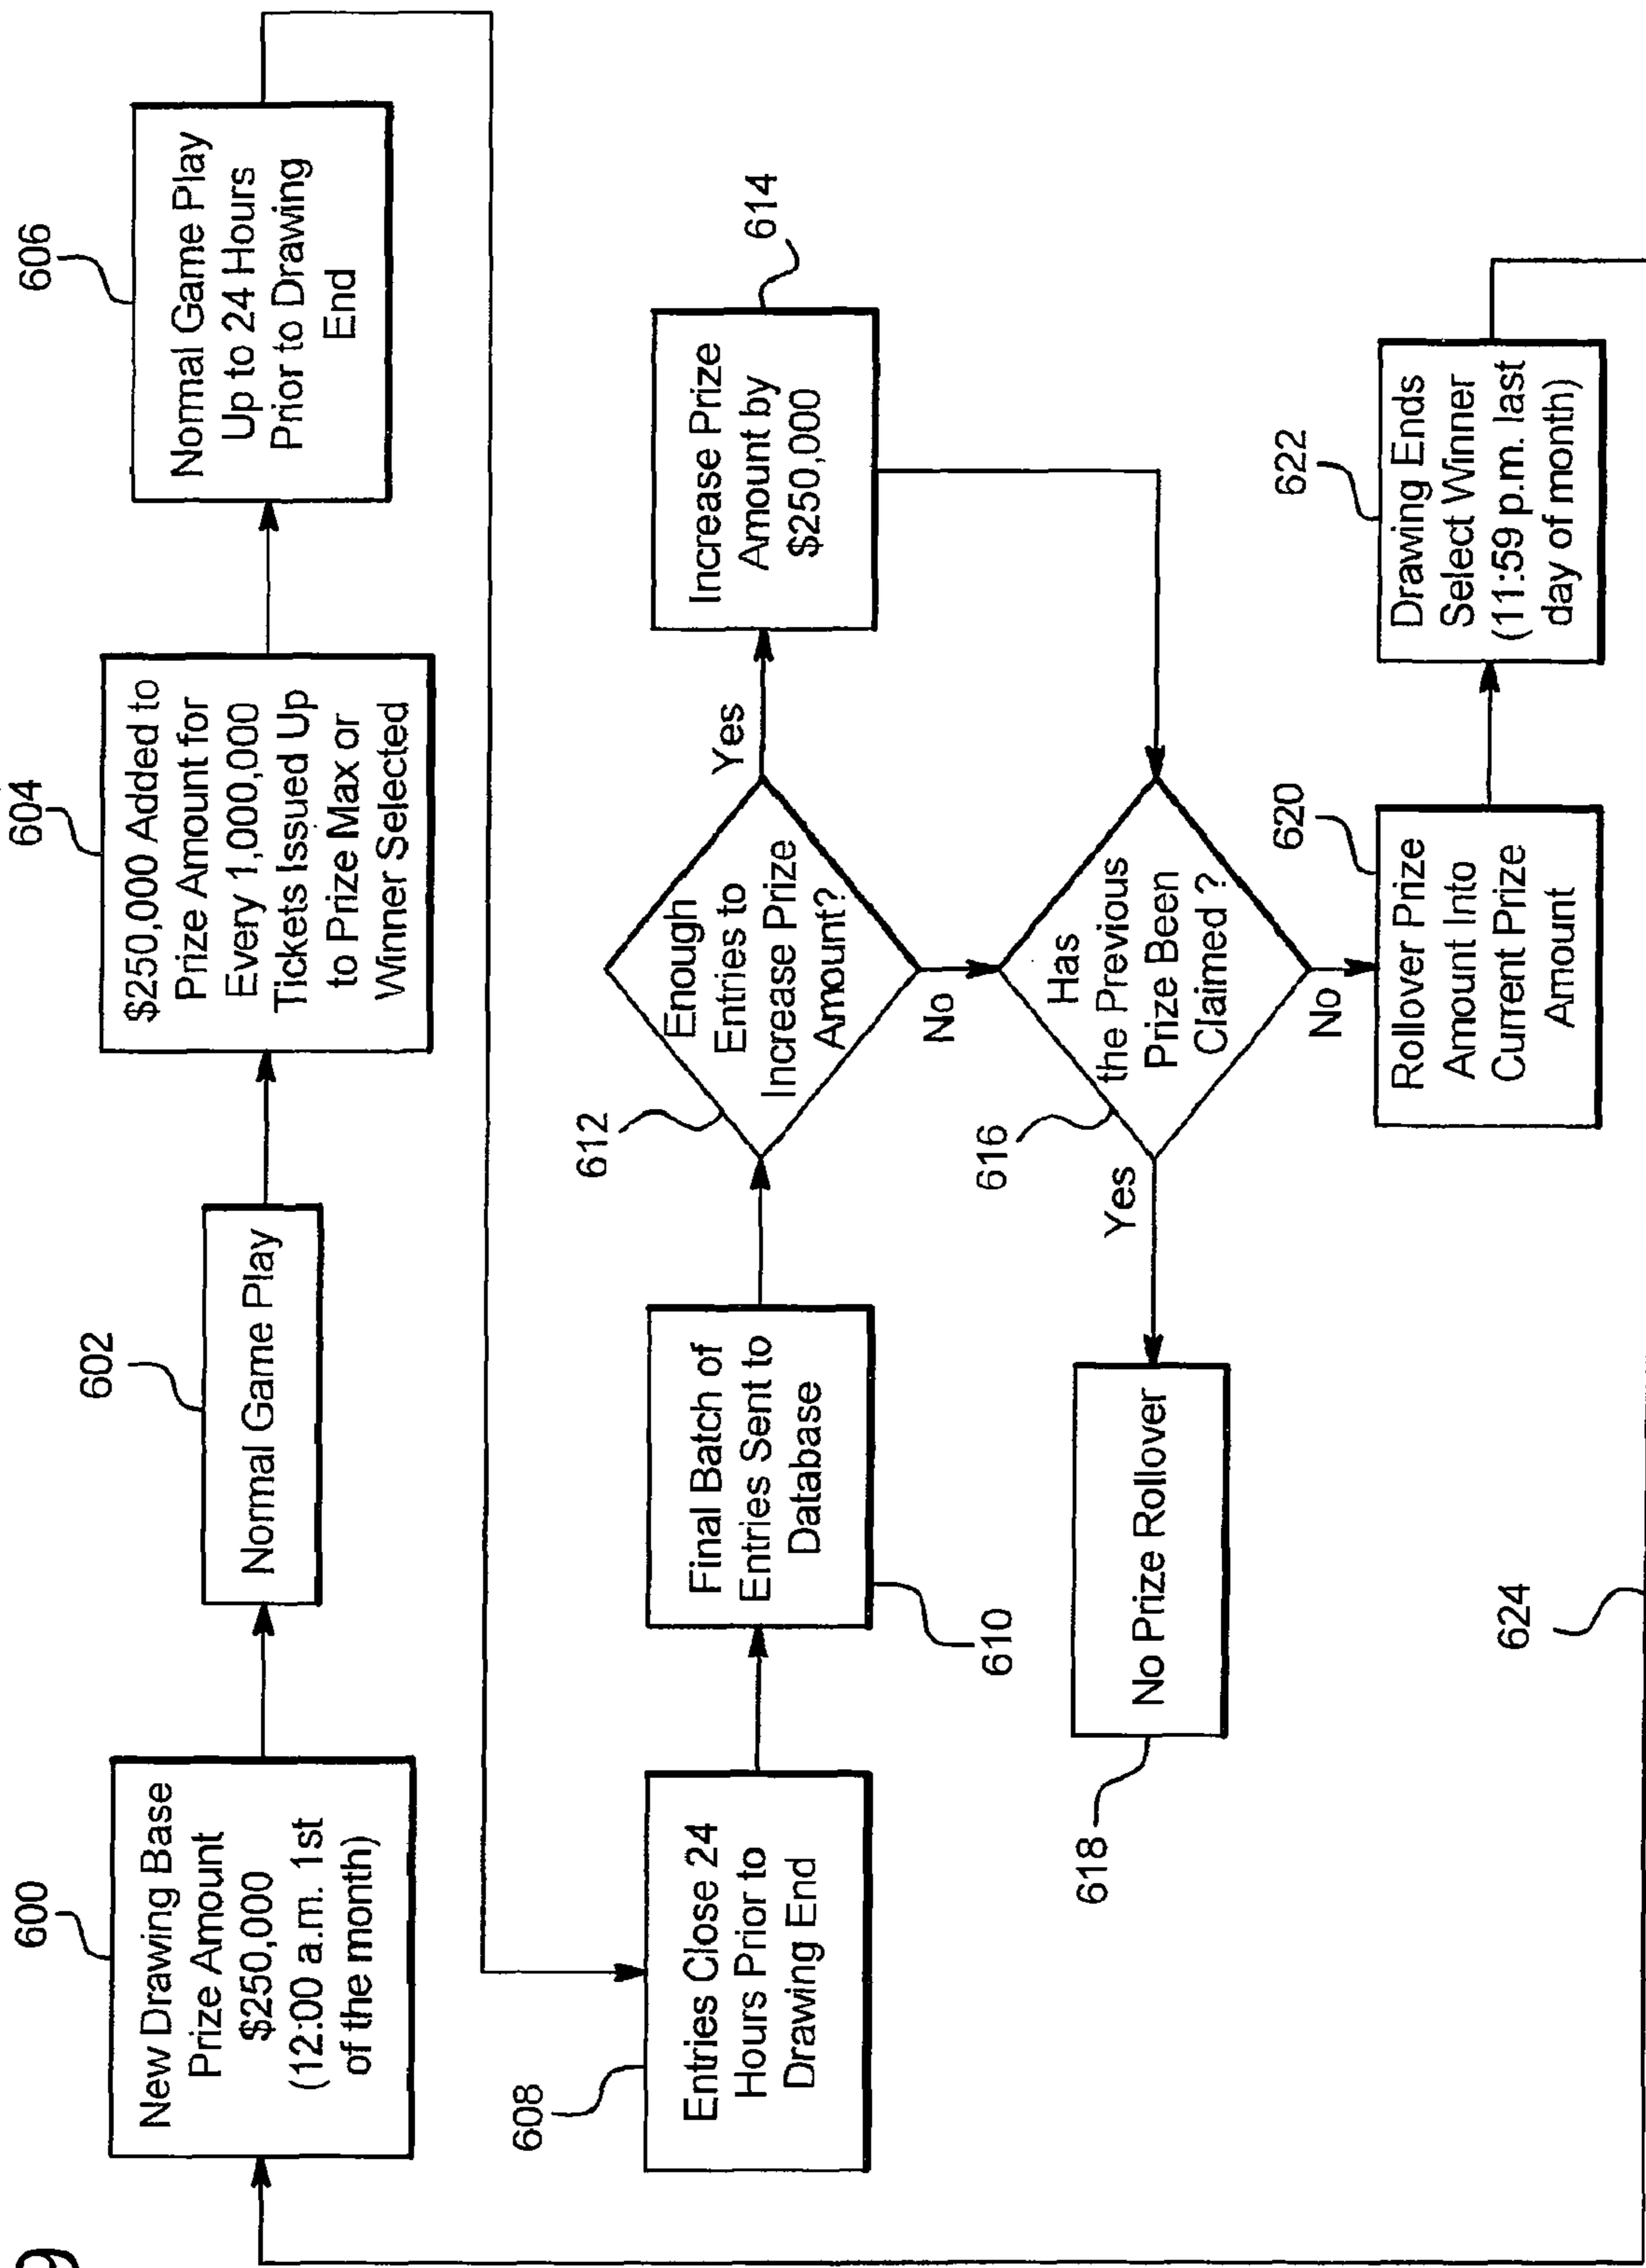 9
600
New Drawing Base
Prize Amount
$250,000
(12:00 a.m. 1st
of the month)
602
Normal Game Play
604
$250,000 Added to
Prize Amount for
Every 1,000,000
Tickets Issued Up
to Prize Max or
Winner Selected
606
Normal Game Play
Up to 24 Hours
Prior to Drawing
End
608
Entries Close 24
Hours Prior to
Drawing End
610
Final Batch of
Entries Sent to
Database
612
Enough
Entries to
Increase Prize
Amount?
Yes
No
614
Increase Prize
Amount by
$250,000
616
Has
the Previous
Prize Been
Claimed ?
Yes
No
618
No Prize Rollover
620
Rollover Prize
Amount Into
Current Prize
Amount
622
Drawing Ends
Select Winner
(11:59 p.m. last
day of month)
624